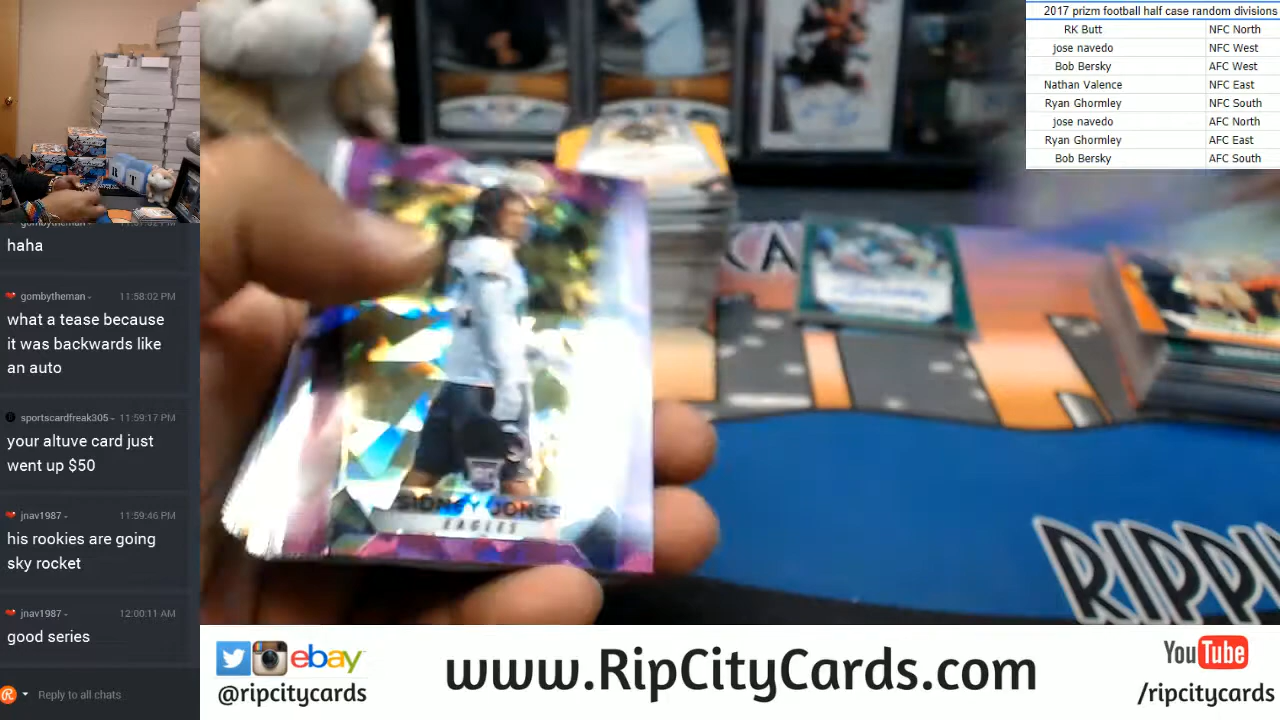 2017 prizm football half case random divisions
RK Butt NFC North
jose navedo NFC West
Bob Bersky AFC West
Nathan Valence NFC East
Ryan Ghormley NFC South
jose navedo AFC North
Ryan Ghormley AFC East
Bob Bersky AFC South
haha
gombytheman - 11:58:02 PM
what a tease because
it was backwards like
an auto
sportscardfreak305 - 11:59:17 PM
your altuve card just
went up $50
jnav1987 - 11:59:46 PM
his rookies are going
sky rocket
jnav1987 - 12:00:11 AM
good series
Reply to all chats
RC
SIDNEY JONES
EAGLES
CA
RIPPI
ebay
@ripcitycards
www.RipCityCards.com
YouTube
/ripcitycards